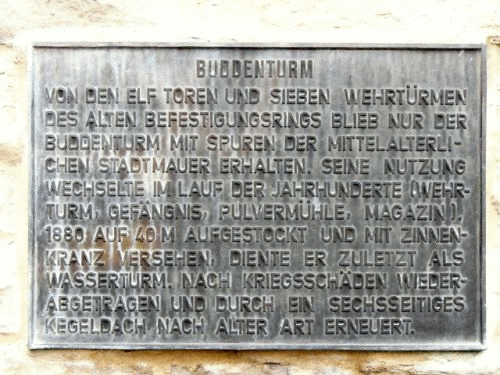 BUDDENTURM
VON DEN ELF TOREN UND SIEBEN WEHRTÜRMEN
DES ALTEN BEFESTIGUNGSRINGS BLIEB NUR DER
BUDDENTURM MIT SPUREN DER MITTELALTERLI-
CHEN STADTMAUER ERHALTEN. SEINE NUTZUNG
WECHSELTE IM LAUF DER JAHRHUNDERTE (WEHR-
TURM, GEFÄNGNIS, PULVERMÜHLE, MAGAZIN).
1880 AUF 40 M AUFGESTOCKT UND MIT ZINNEN-
KRANZ VERSEHEN, DIENTE ER ZULETZT ALS
WASSERTURM. NACH KRIEGSSCHÄDEN WIEDER-
ABGETRAGEN UND DURCH EIN SECHSSEITIGES
KEGELDACH NACH ALTER ART ERNEUERT.